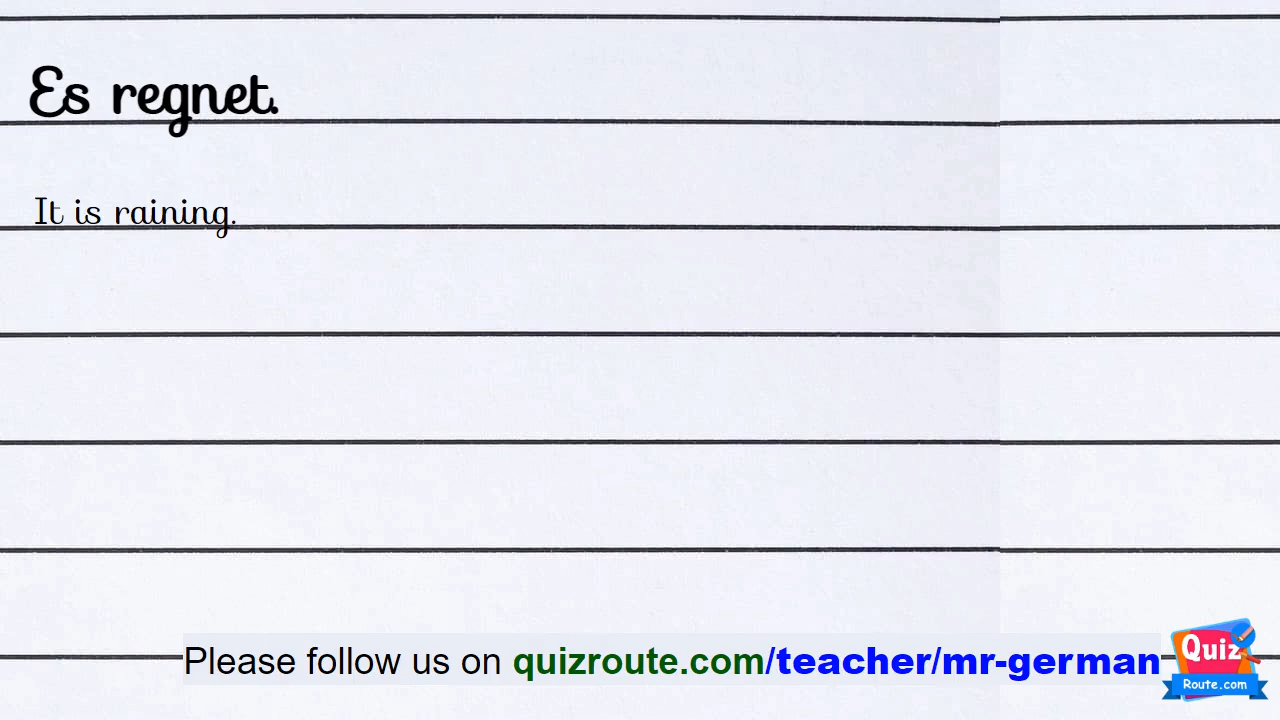 Es regnet.
It is raining.
Please follow us on quizroute.com/teacher/mr-german
Quiz
Route.com